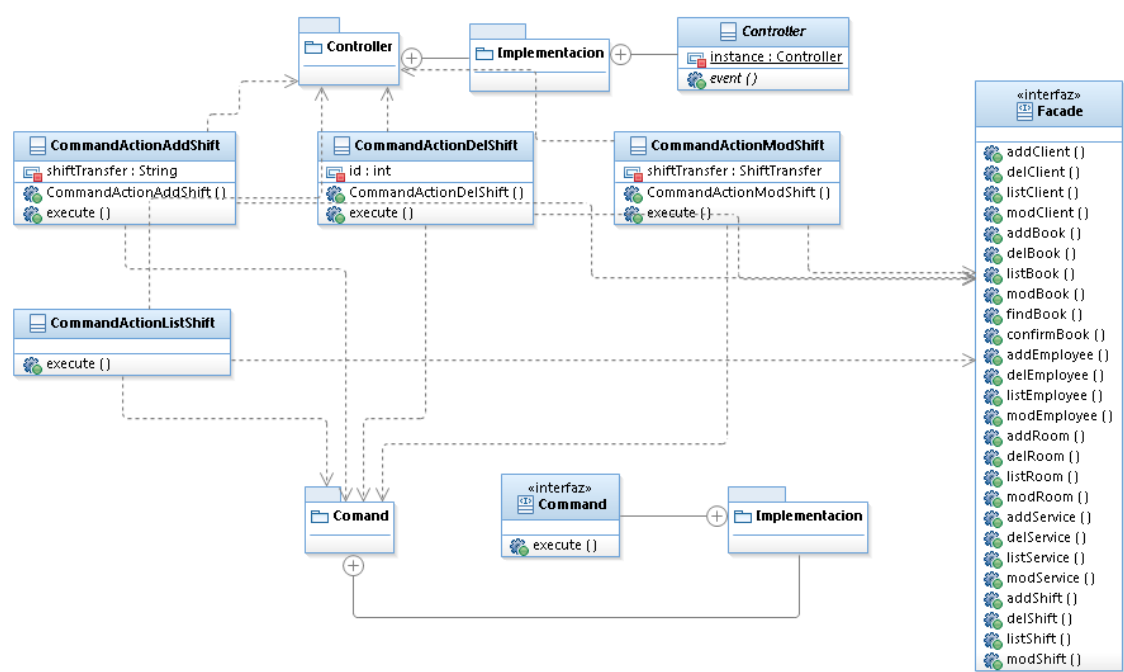 Controller
Implementacion
Controller
instance : Controller
event ()
«interfaz»
Facade
addClient ()
delClient ()
listClient ()
modClient ()
addBook ()
delBook ()
listBook ()
modBook ()
findBook ()
confirmBook ()
addEmployee ()
delEmployee ()
listEmployee ()
modEmployee ()
addRoom ()
delRoom ()
listRoom ()
modRoom ()
addService ()
delService ()
listService ()
modService ()
addShift ()
delShift ()
listShift ()
modShift ()
CommandActionAddShift
shiftTransfer : String
CommandActionAddShift ()
execute ()
CommandActionDelShift
id : int
CommandActionDelShift ()
execute ()
CommandActionModShift
shiftTransfer : ShiftTransfer
CommandActionModShift ()
execute ()
CommandActionListShift
execute ()
Comand
«interfaz»
Command
execute ()
Implementacion